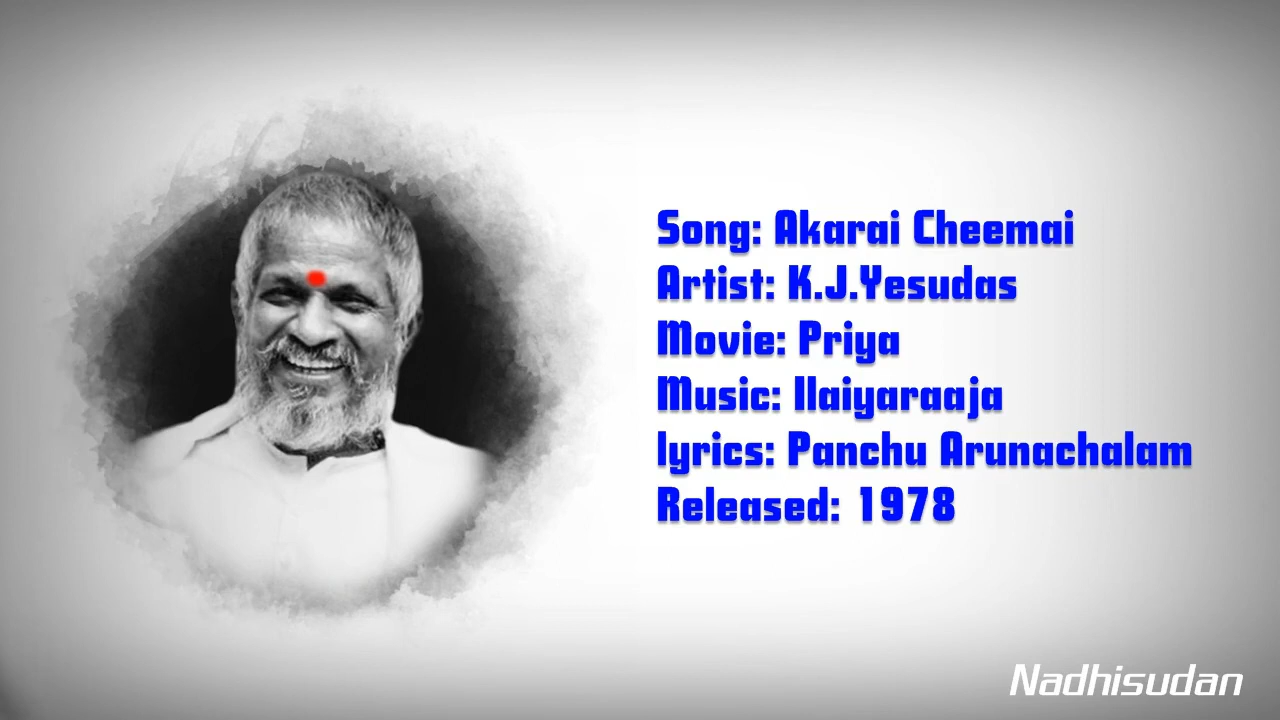 Song: Akarai Cheemai
Artist: K.J.Yesudas
Movie: Priya
Music: Ilaiyaraaja
lyrics: Panchu Arunachalam
Released: 1978
Nadhisudan